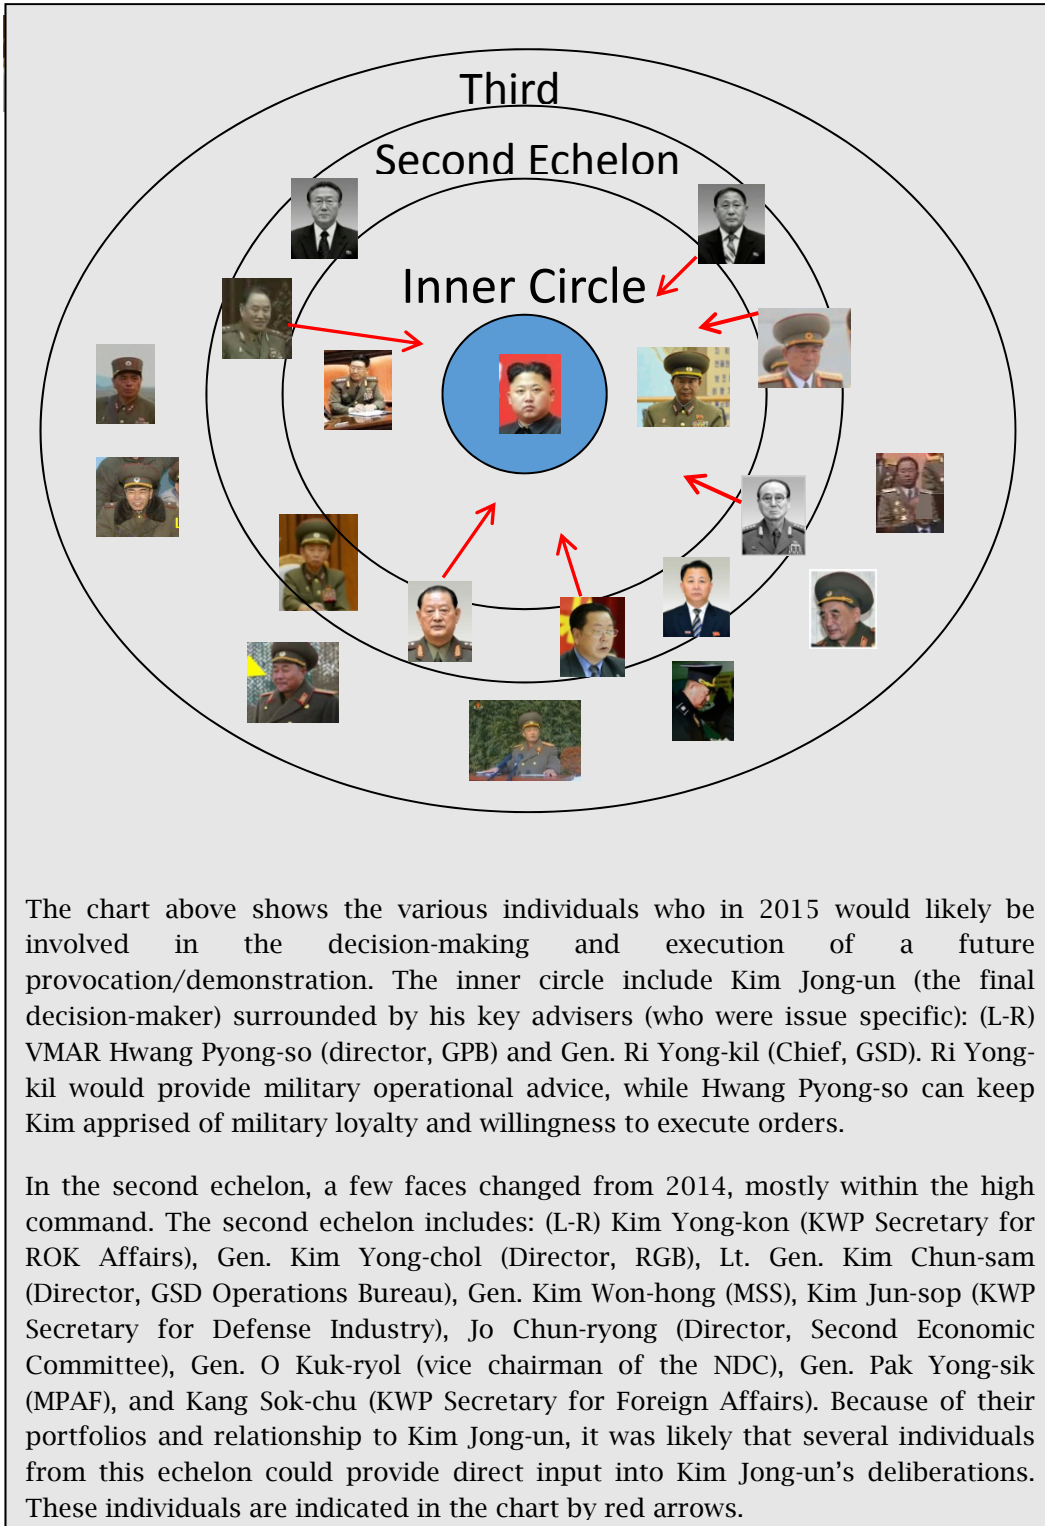 Third
Second Echelon
Inner Circle
The chart above shows the various individuals who in 2015 would likely be
involved in the decision-making and execution of a future
provocation/demonstration. The inner circle include Kim Jong-un (the final
decision-maker) surrounded by his key advisers (who were issue specific): (L-R)
VMAR Hwang Pyong-so (director, GPB) and Gen. Ri Yong-kil (Chief, GSD). Ri Yong-
kil would provide military operational advice, while Hwang Pyong-so can keep
Kim apprised of military loyalty and willingness to execute orders.
In the second echelon, a few faces changed from 2014, mostly within the high
command. The second echelon includes: (L-R) Kim Yong-kon (KWP Secretary for
ROK Affairs), Gen. Kim Yong-chol (Director, RGB), Lt. Gen. Kim Chun-sam
(Director, GSD Operations Bureau), Gen. Kim Won-hong (MSS), Kim Jun-sop (KWP
Secretary for Defense Industry), Jo Chun-ryong (Director, Second Economic
Committee), Gen. O Kuk-ryol (vice chairman of the NDC), Gen. Pak Yong-sik
(MPAF), and Kang Sok-chu (KWP Secretary for Foreign Affairs). Because of their
portfolios and relationship to Kim Jong-un, it was likely that several individuals
from this echelon could provide direct input into Kim Jong-un's deliberations.
These individuals are indicated in the chart by red arrows.